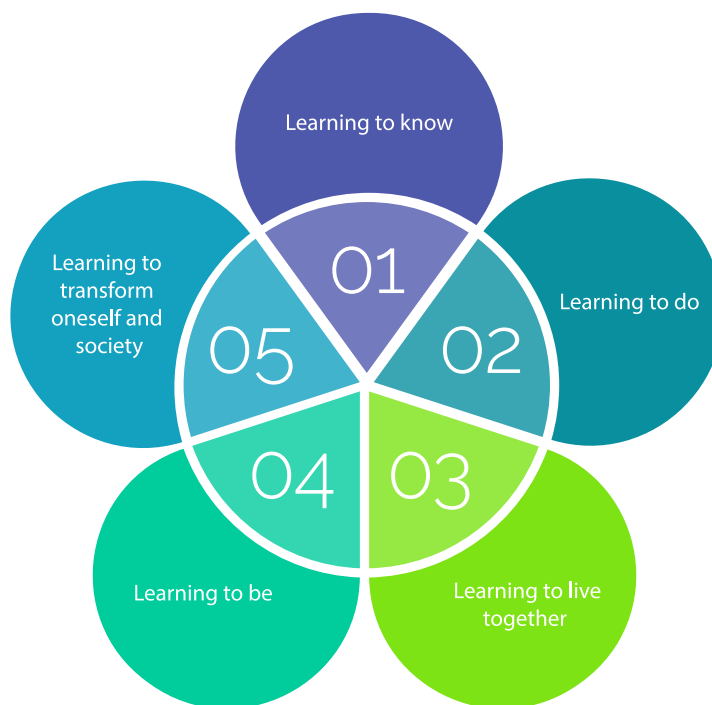 Learning to know
01
Learning to do
02
Learning to live
together
03
Learning to be
04
Learning to
transform
oneself and
society
05